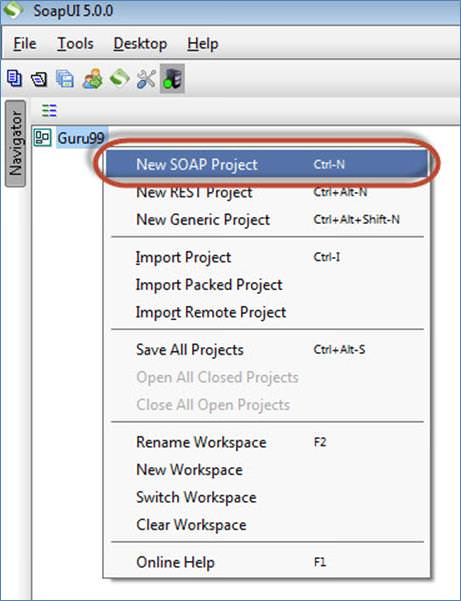 SoapUI 5.0.0
File Tools Desktop Help
Navigator
Guru99
New SOAP Project Ctrl-N
New REST Project Ctrl+Alt-N
New Generic Project Ctrl+Alt+Shift-N
Import Project Ctrl-I
Import Packed Project
Import Remote Project
Save All Projects Ctrl+Alt-S
Open All Closed Projects
Close All Open Projects
Rename Workspace F2
New Workspace
Switch Workspace
Clear Workspace
Online Help F1